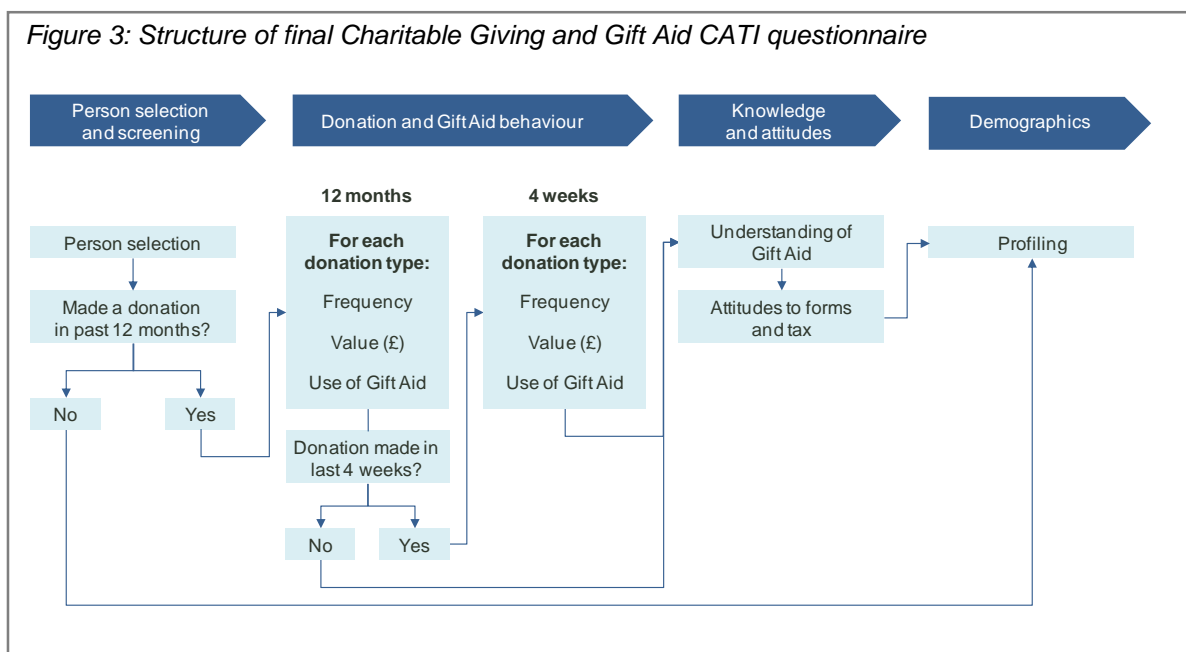 Figure 3: Structure of final Charitable Giving and Gift Aid CATI questionnaire
Person selection
and screening
Donation and Gift Aid behaviour
Knowledge
and attitudes
Demographics
12 months
4 weeks
Person selection
Made a donation
in past 12 months?
No
Yes
For each
donation type:
Frequency
Value (£)
Use of Gift Aid
Donation made in
last 4 weeks?
No
Yes
For each
donation type:
Frequency
Value (£)
Use of Gift Aid
Understanding of
Gift Aid
Attitudes to forms
and tax
Profiling